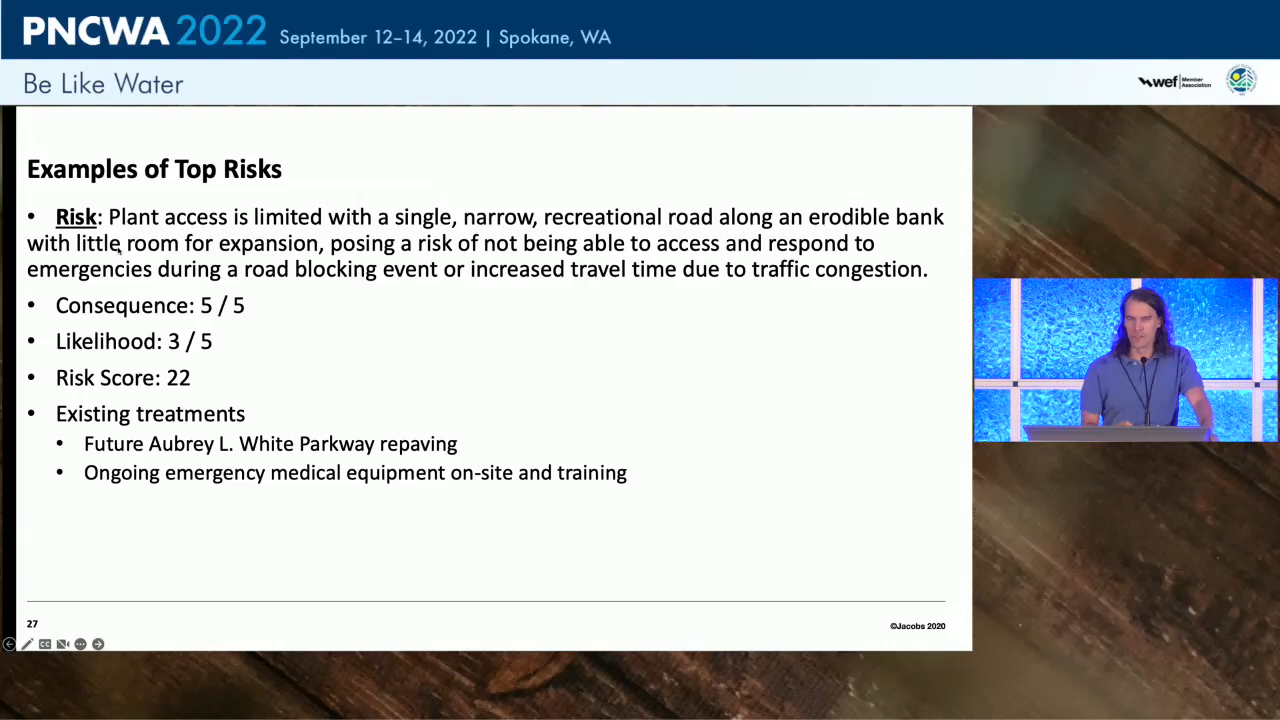 PNCWA 2022 September 12–14, 2022 | Spokane, WA
Be Like Water
wef Member Association
Examples of Top Risks
• Risk: Plant access is limited with a single, narrow, recreational road along an erodible bank
with little room for expansion, posing a risk of not being able to access and respond to
emergencies during a road blocking event or increased travel time due to traffic congestion.
• Consequence: 5 / 5
• Likelihood: 3 / 5
• Risk Score: 22
• Existing treatments
• Future Aubrey L. White Parkway repaving
• Ongoing emergency medical equipment on-site and training
27
©Jacobs 2020